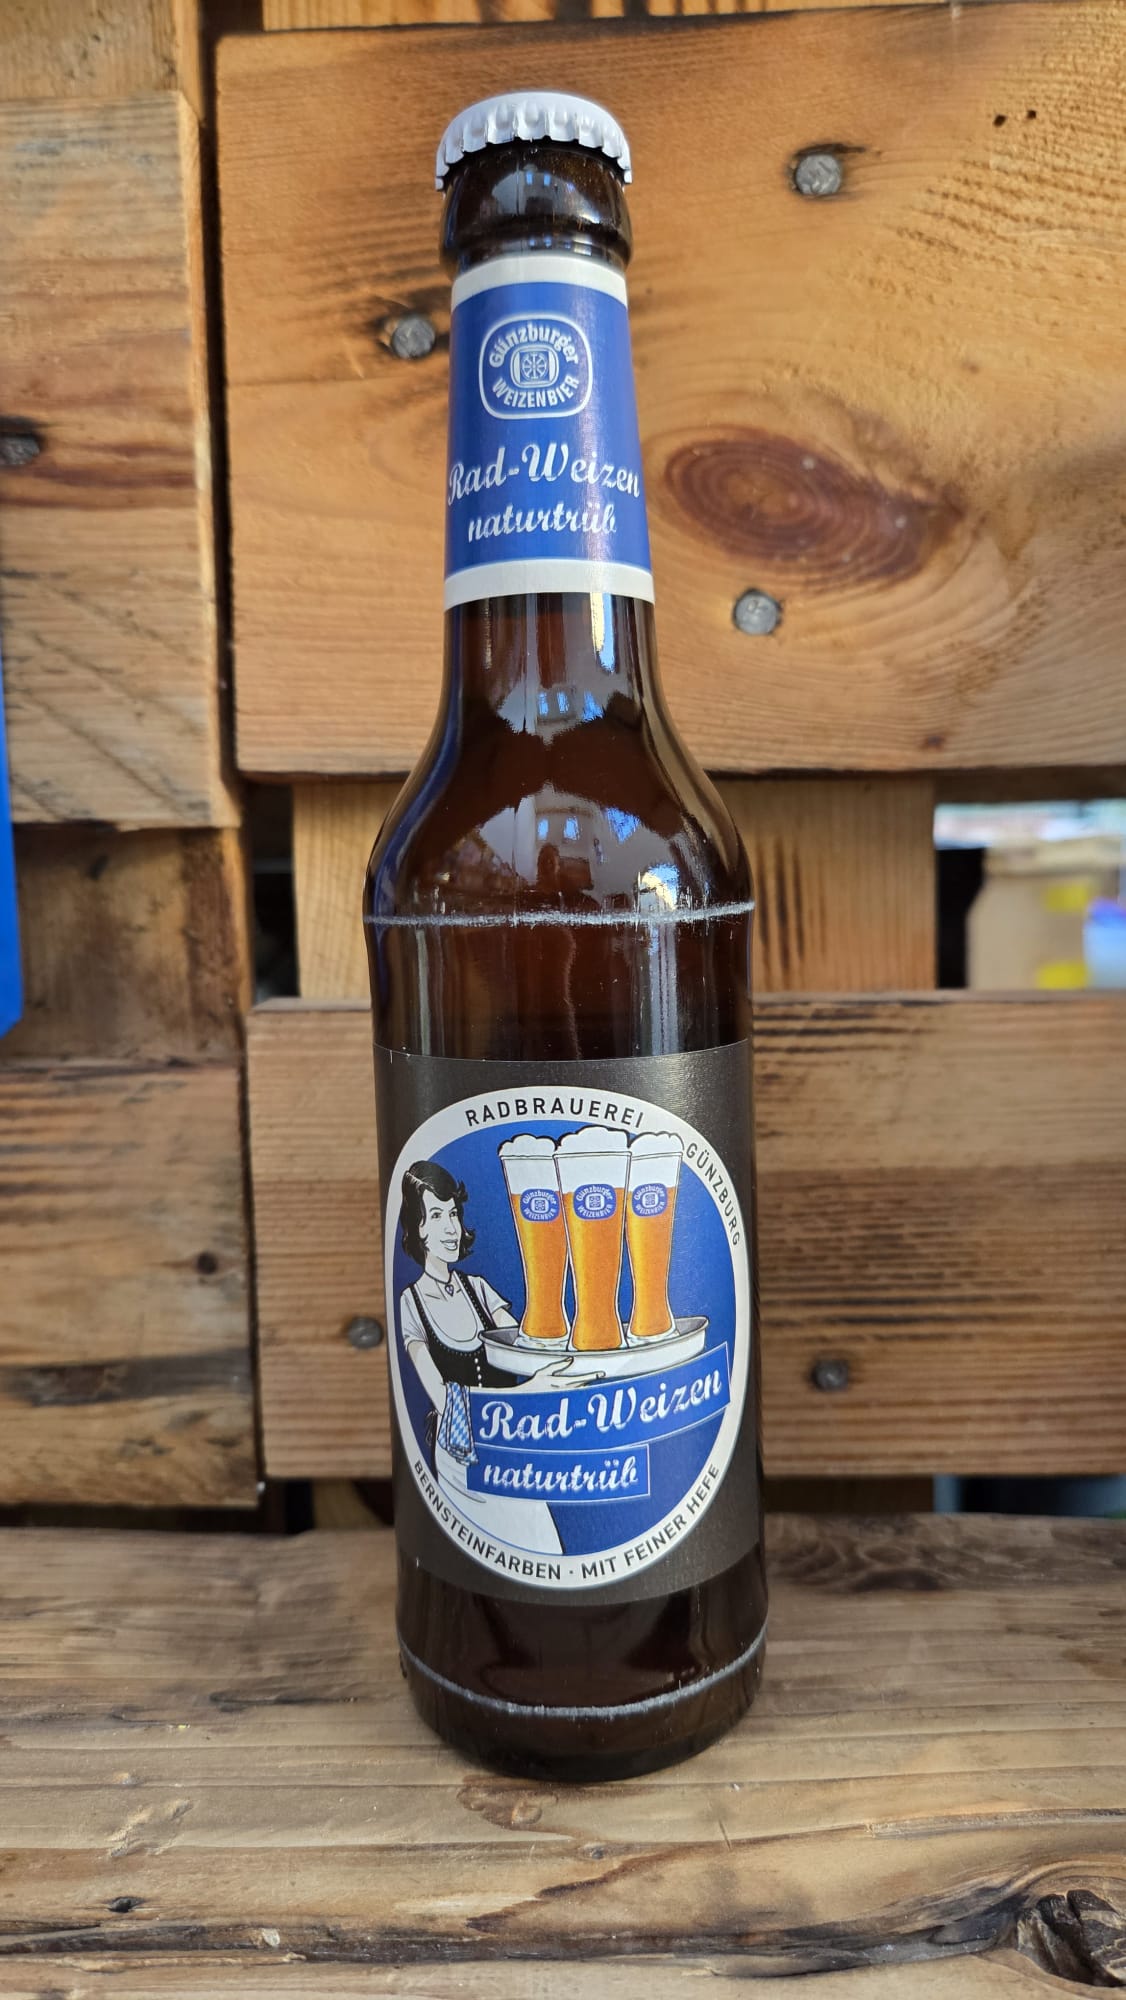 Günzburger
WEIZENBIER
Rad-Weizen
naturtrüb
RADBRAUEREI GÜNZBURG
Günzburger
WEIZENBIER
Günzburger
WEIZENBIER
Günzburger
WEIZENBIER
Rad-Weizen
naturtrüb
BERNSTEINFARBEN · MIT FEINER HEFE